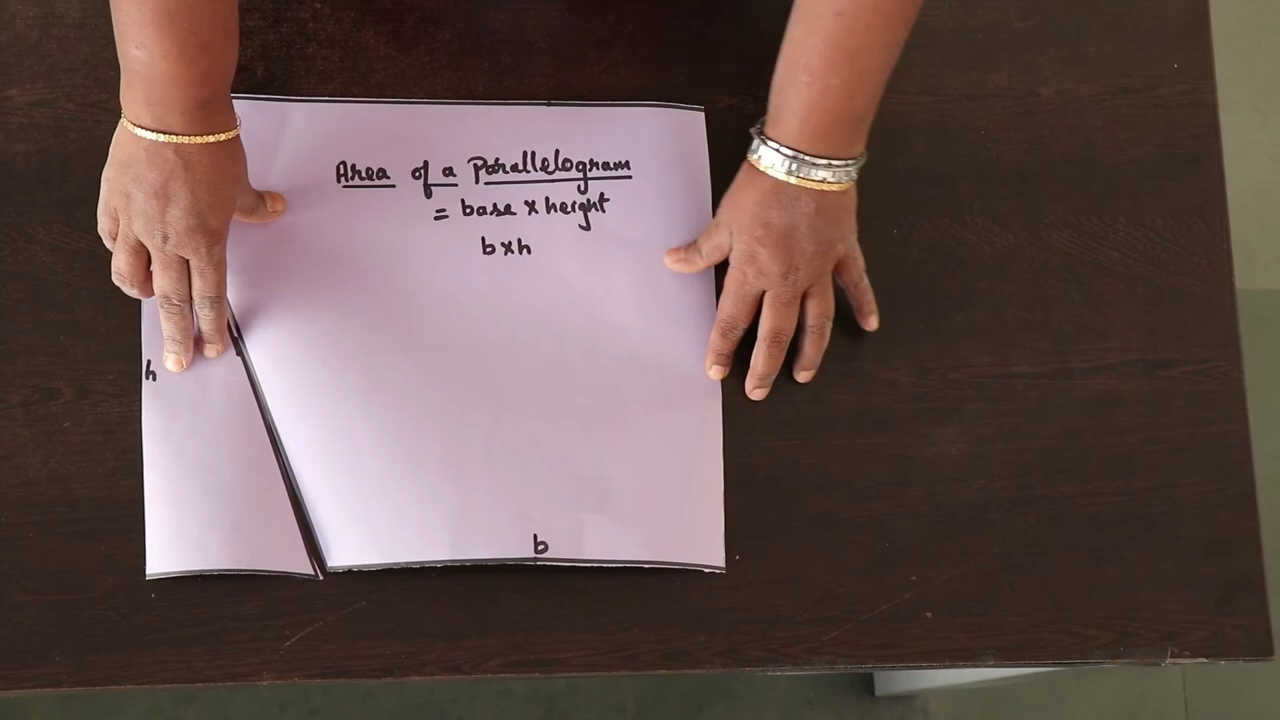 Area of a Parallelogram
= base × height
b×h
h
b